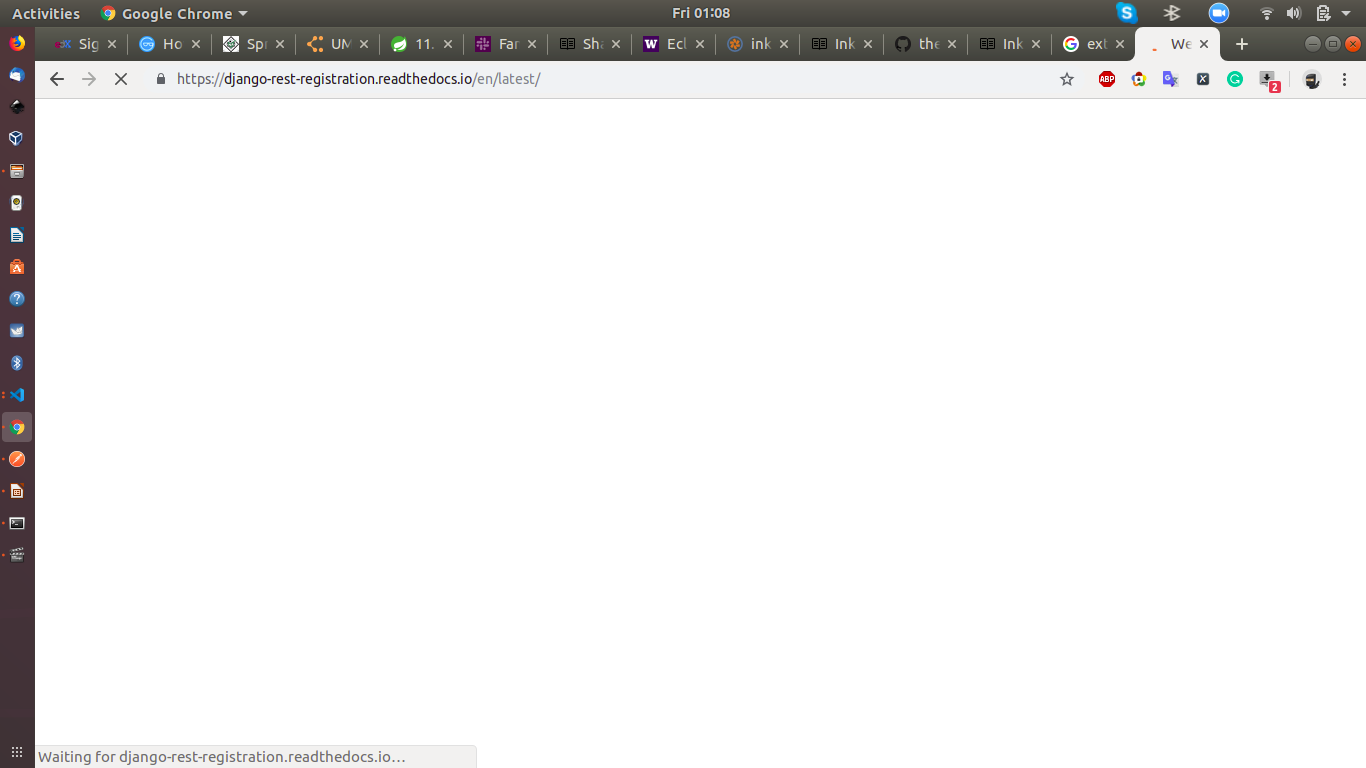 Activities Google Chrome Fri 01:08
Sig Ho Spr UM 11. Far Sha Ecl ink Ink the Ink ext We
https://django-rest-registration.readthedocs.io/en/latest/
ABP X G 2
Waiting for django-rest-registration.readthedocs.io...